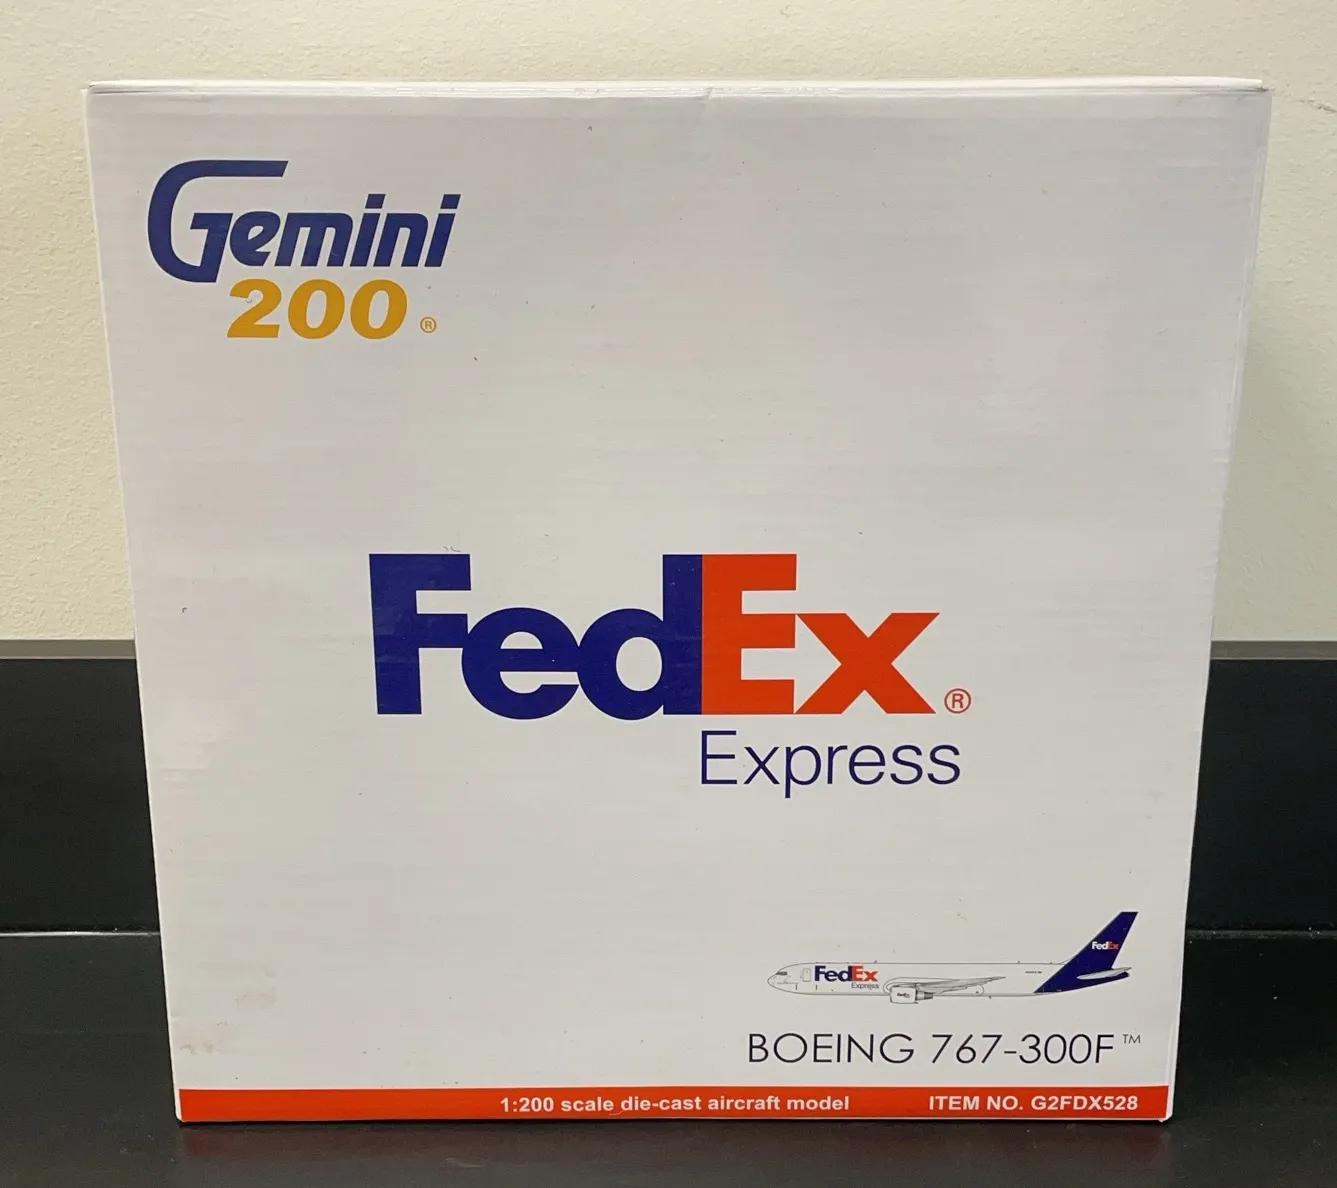 Gemini
200 ®
FedEx®
Express
FedEx
FedEx
Express
FedEx
BOEING 767-300F™
1:200 scale die-cast aircraft model
ITEM NO. G2FDX528